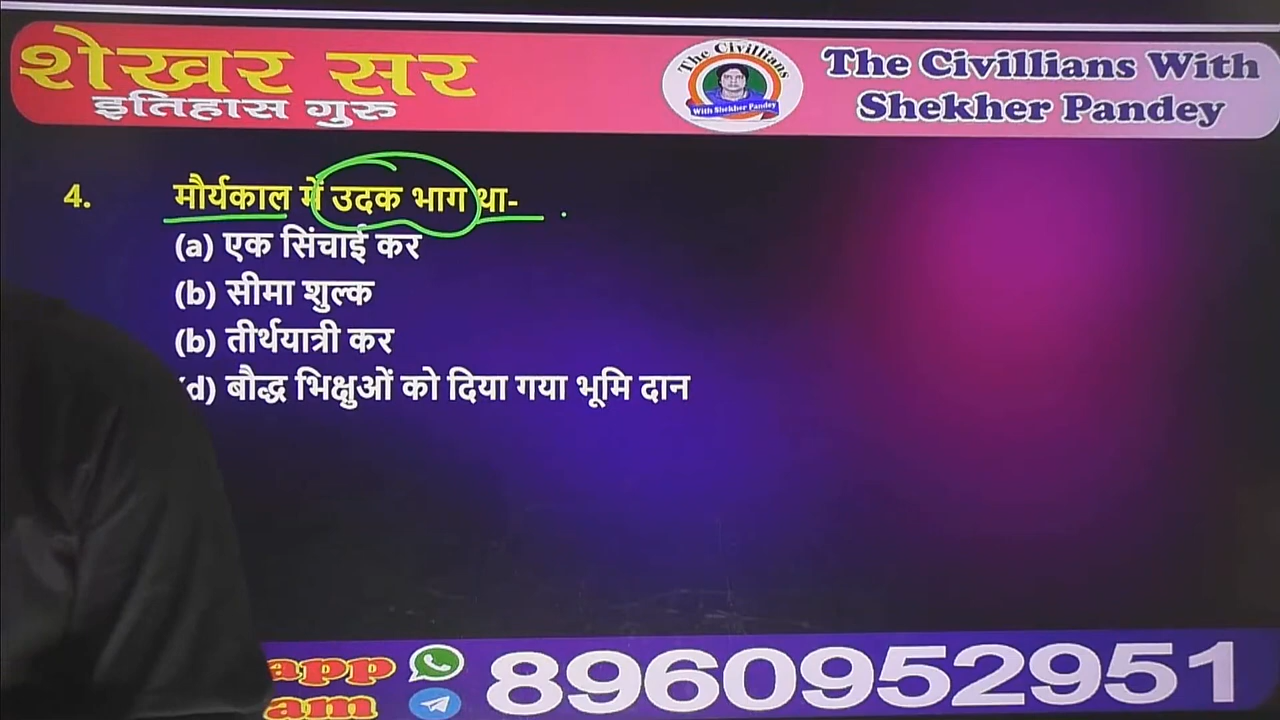 शेखर सर
इतिहास गुरु
The Civillians
With Shekher Pandey
The Civillians With
Shekher Pandey
4. मौर्यकाल में उदक भाग था-
(a) एक सिंचाई कर
(b) सीमा शुल्क
(b) तीर्थयात्री कर
d) बौद्ध भिक्षुओं को दिया गया भूमि दान
app
am
8960952951